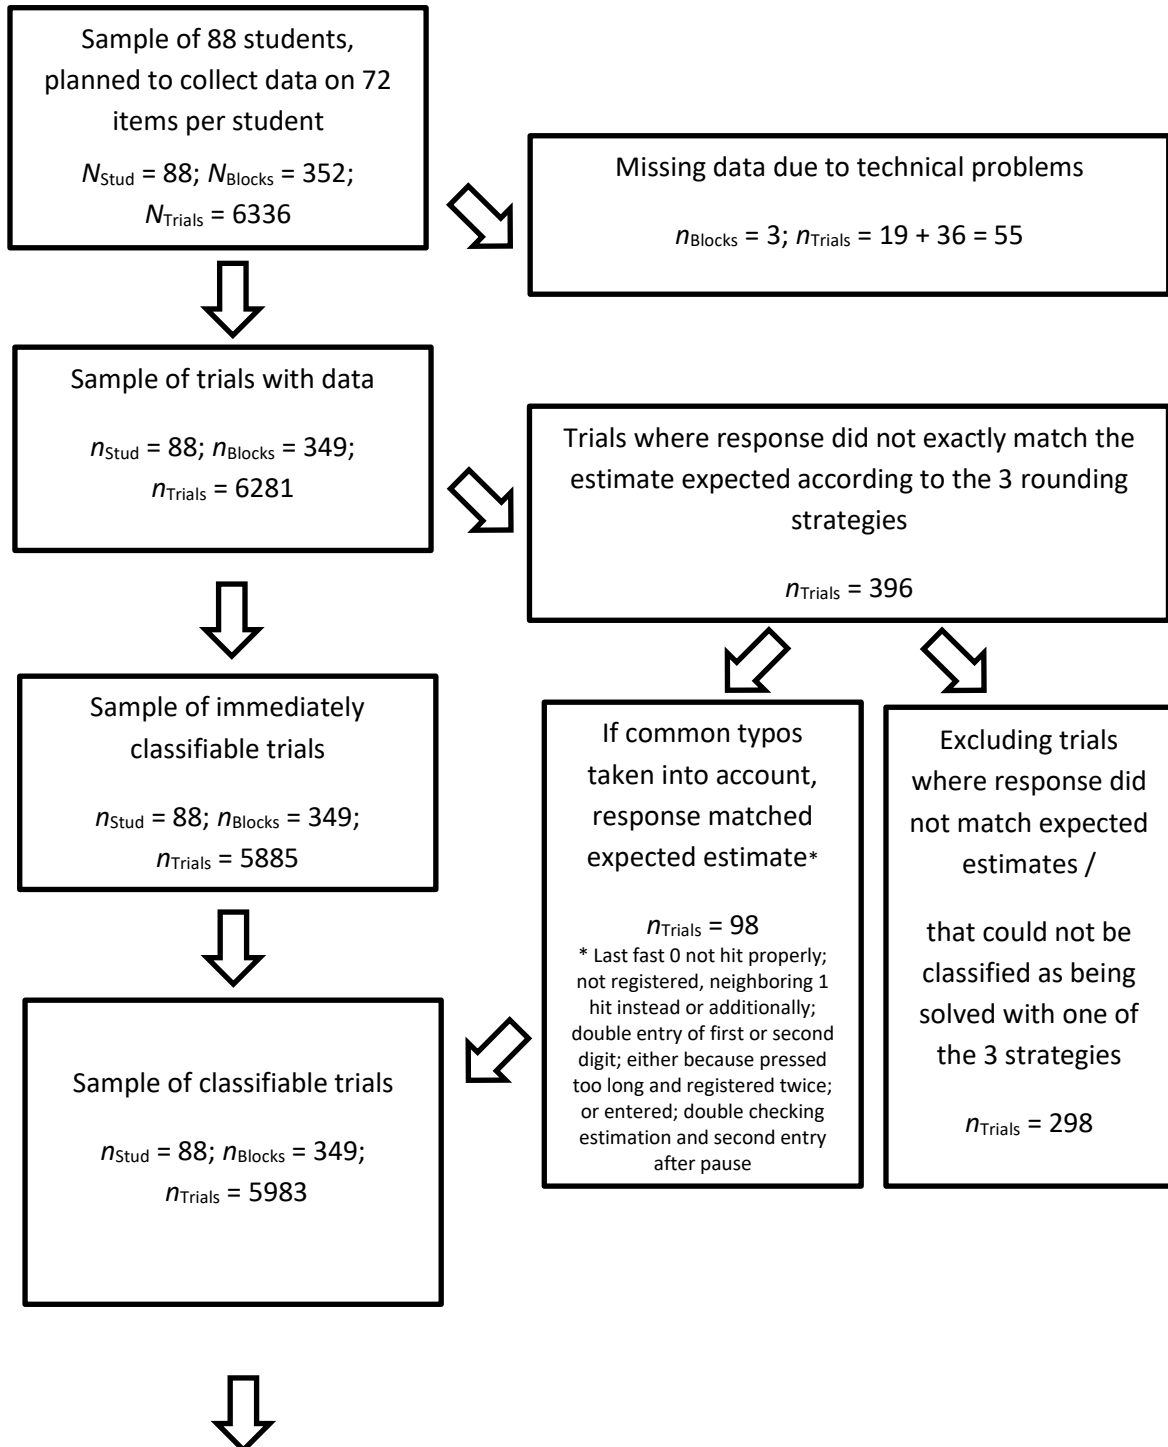 Sample of 88 students,
planned to collect data on 72
items per student
NStud = 88; NBlocks = 352;
NTrials = 6336
Missing data due to technical problems
nBlocks = 3; nTrials = 19 + 36 = 55
Sample of trials with data
nStud = 88; nBlocks = 349;
nTrials = 6281
Trials where response did not exactly match the
estimate expected according to the 3 rounding
strategies
nTrials = 396
Sample of immediately
classifiable trials
nStud = 88; nBlocks = 349;
nTrials = 5885
If common typos
taken into account,
response matched
expected estimate*
nTrials = 98
* Last fast 0 not hit properly;
not registered, neighboring 1
hit instead or additionally;
double entry of first or second
digit; either because pressed
too long and registered twice;
or entered; double checking
estimation and second entry
after pause
Excluding trials
where response did
not match expected
estimates /
that could not be
classified as being
solved with one of
the 3 strategies
nTrials = 298
Sample of classifiable trials
nStud = 88; nBlocks = 349;
nTrials = 5983